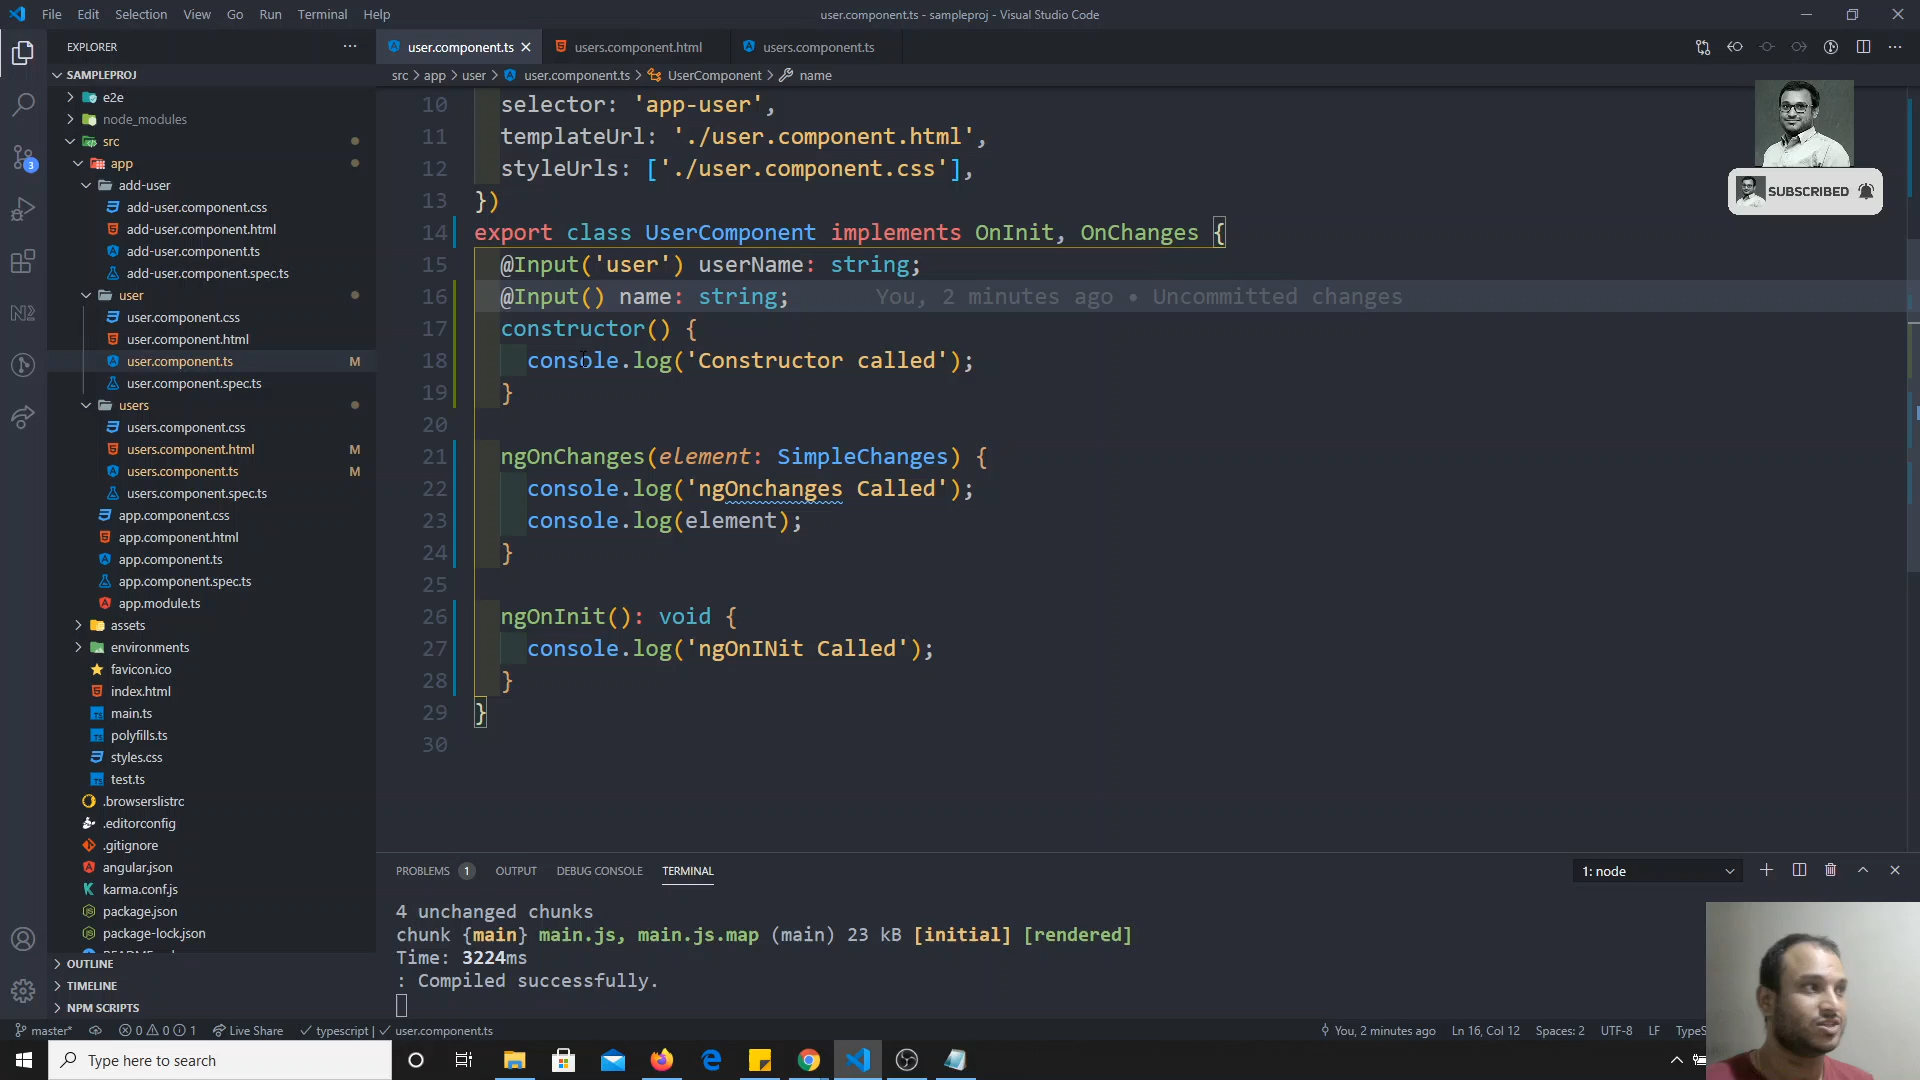 File Edit Selection View Go Run Terminal Help
user.component.ts - sampleproj - Visual Studio Code
EXPLORER
SAMPLEPROJ
e2e
node_modules
src
app
add-user
add-user.component.css
add-user.component.html
add-user.component.ts
add-user.component.spec.ts
user
user.component.css
user.component.html
user.component.ts M
user.component.spec.ts
users
users.component.css
users.component.html M
users.component.ts M
users.component.spec.ts
app.component.css
app.component.html
app.component.ts
app.component.spec.ts
app.module.ts
assets
environments
favicon.ico
index.html
main.ts
polyfills.ts
styles.css
test.ts
.browserslistrc
.editorconfig
.gitignore
angular.json
karma.conf.js
package.json
package-lock.json
OUTLINE
TIMELINE
NPM SCRIPTS
3
user.component.ts users.component.html users.component.ts
src > app > user > user.component.ts > UserComponent > name
10 selector: 'app-user',
11 templateUrl: './user.component.html',
12 styleUrls: ['./user.component.css'],
13 })
14 export class UserComponent implements OnInit, OnChanges {
15 @Input('user') userName: string;
16 @Input() name: string; You, 2 minutes ago • Uncommitted changes
17 constructor() {
18 console.log('Constructor called');
19 }
20
21 ngOnChanges(element: SimpleChanges) {
22 console.log('ngOnchanges Called');
23 console.log(element);
24 }
25
26 ngOnInit(): void {
27 console.log('ngOnINit Called');
28 }
29 }
30
SUBSCRIBED
PROBLEMS 1 OUTPUT DEBUG CONSOLE TERMINAL
1: node
4 unchanged chunks
chunk {main} main.js, main.js.map (main) 23 kB [initial] [rendered]
Time: 3224ms
: Compiled successfully.
master* 0 0 1 Live Share typescript | user.component.ts
You, 2 minutes ago Ln 16, Col 12 Spaces: 2 UTF-8 LF
Type here to search